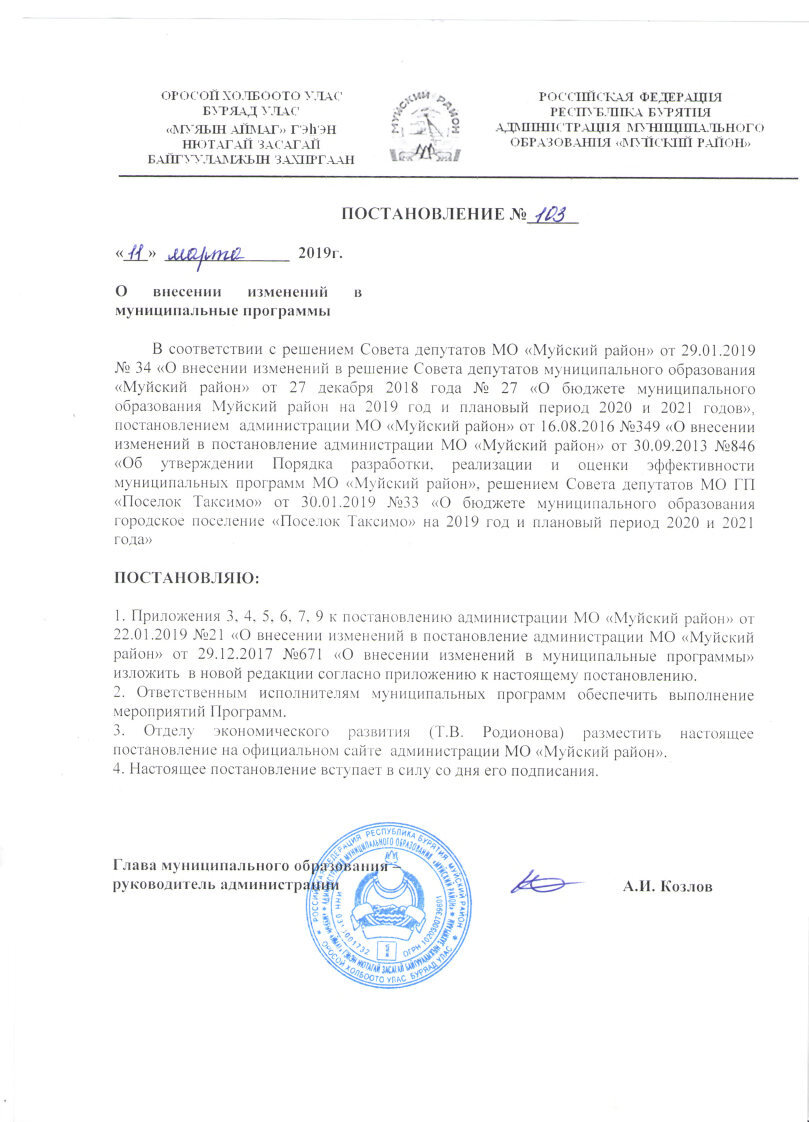 ОРОСОЙ ХОЛБООТО УЛАС
БУРЯАД УЛАС
«МУЯЫН АЙМАГ» ГЭҺЭН
НЮТАГАЙ ЗАСАГАЙ
БАЙГУУЛАМЖЫН ЗАХИРГААН
МУЙСКИЙ РАЙОН
РОССИЙСКАЯ ФЕДЕРАЦИЯ
РЕСПУБЛИКА БУРЯТИЯ
АДМИНИСТРАЦИЯ МУНИЦИПАЛЬНОГО
ОБРАЗОВАНИЯ «МУЙСКИЙ РАЙОН»
ПОСТАНОВЛЕНИЕ № 103
«11» марта 2019г.
О внесении изменений в
муниципальные программы
В соответствии с решением Совета депутатов МО «Муйский район» от 29.01.2019
№ 34 «О внесении изменений в решение Совета депутатов муниципального образования
«Муйский район» от 27 декабря 2018 года № 27 «О бюджете муниципального
образования Муйский район на 2019 год и плановый период 2020 и 2021 годов»,
постановлением администрации МО «Муйский район» от 16.08.2016 №349 «О внесении
изменений в постановление администрации МО «Муйский район» от 30.09.2013 №846
«Об утверждении Порядка разработки, реализации и оценки эффективности
муниципальных программ МО «Муйский район», решением Совета депутатов МО ГП
«Поселок Таксимо» от 30.01.2019 №33 «О бюджете муниципального образования
городское поселение «Поселок Таксимо» на 2019 год и плановый период 2020 и 2021
года»
ПОСТАНОВЛЯЮ:
1. Приложения 3, 4, 5, 6, 7, 9 к постановлению администрации МО «Муйский район» от
22.01.2019 №21 «О внесении изменений в постановление администрации МО «Муйский
район» от 29.12.2017 №671 «О внесении изменений в муниципальные программы»
изложить в новой редакции согласно приложению к настоящему постановлению.
2. Ответственным исполнителям муниципальных программ обеспечить выполнение
мероприятий Программ.
3. Отделу экономического развития (Т.В. Родионова) разместить настоящее
постановление на официальном сайте администрации МО «Муйский район».
4. Настоящее постановление вступает в силу со дня его подписания.
Глава муниципального образования –
руководитель администрации
А.И. Козлов
РЕСПУБЛИКА БУРЯТИЯ МУЙСКИЙ РАЙОН
ОРОСОЙ ХОЛБООТО УЛАС БУРЯАД УЛАС
ОГРН 1020300739601